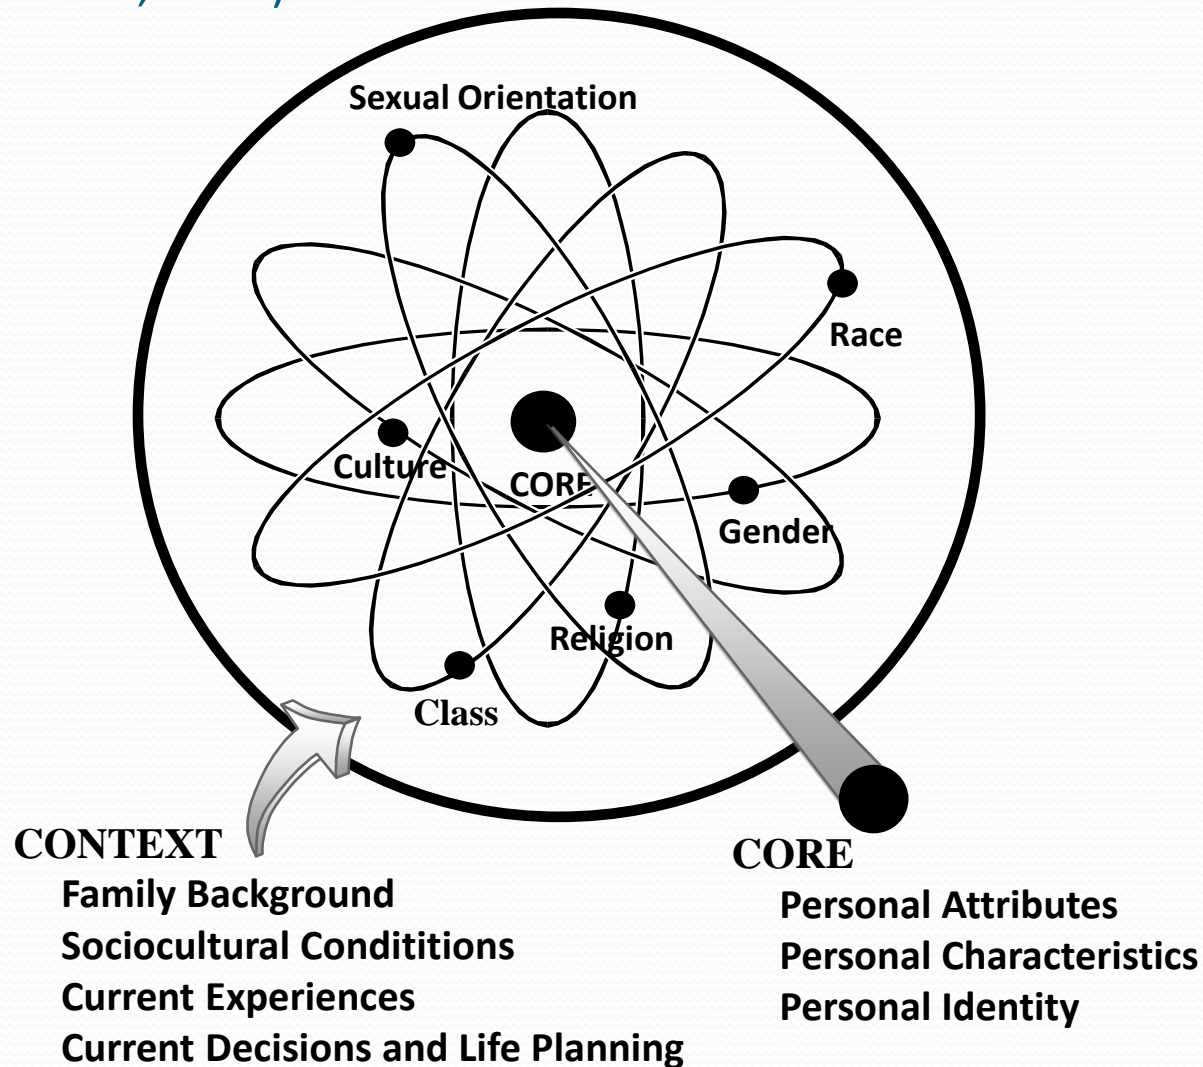 Sexual Orientation
Race
Culture
CORE
Gender
Religion
Class
CONTEXT
Family Background
Sociocultural Condititions
Current Experiences
Current Decisions and Life Planning
CORE
Personal Attributes
Personal Characteristics
Personal Identity